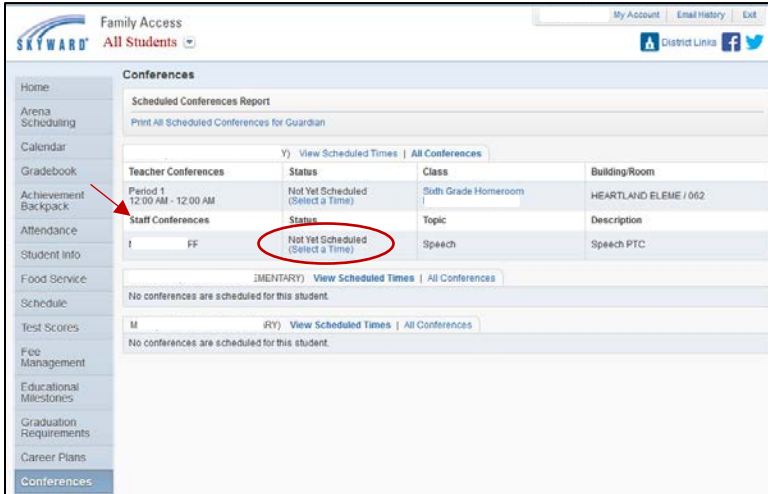 Family Access
SKYWARD
All Students
My Account Email History Exit
District Links
Home
Arena
Scheduling
Calendar
Gradebook
Achievement
Backpack
Attendance
Student Info
Food Service
Schedule
Test Scores
Fee
Management
Educational
Milestones
Graduation
Requirements
Career Plans
Conferences
Conferences
Scheduled Conferences Report
Print All Scheduled Conferences for Guardian
Y) View Scheduled Times | All Conferences
Teacher Conferences Status Class Building/Room
Period 1 Not Yet Scheduled Sixth Grade Homeroom HEARTLAND ELEME / 062
12:00 AM - 12:00 AM (Select a Time)
Staff Conferences Status Topic Description
FF Not Yet Scheduled Speech Speech PTC
(Select a Time)
EMENTARY) View Scheduled Times | All Conferences
No conferences are scheduled for this student.
M RY) View Scheduled Times | All Conferences
No conferences are scheduled for this student.